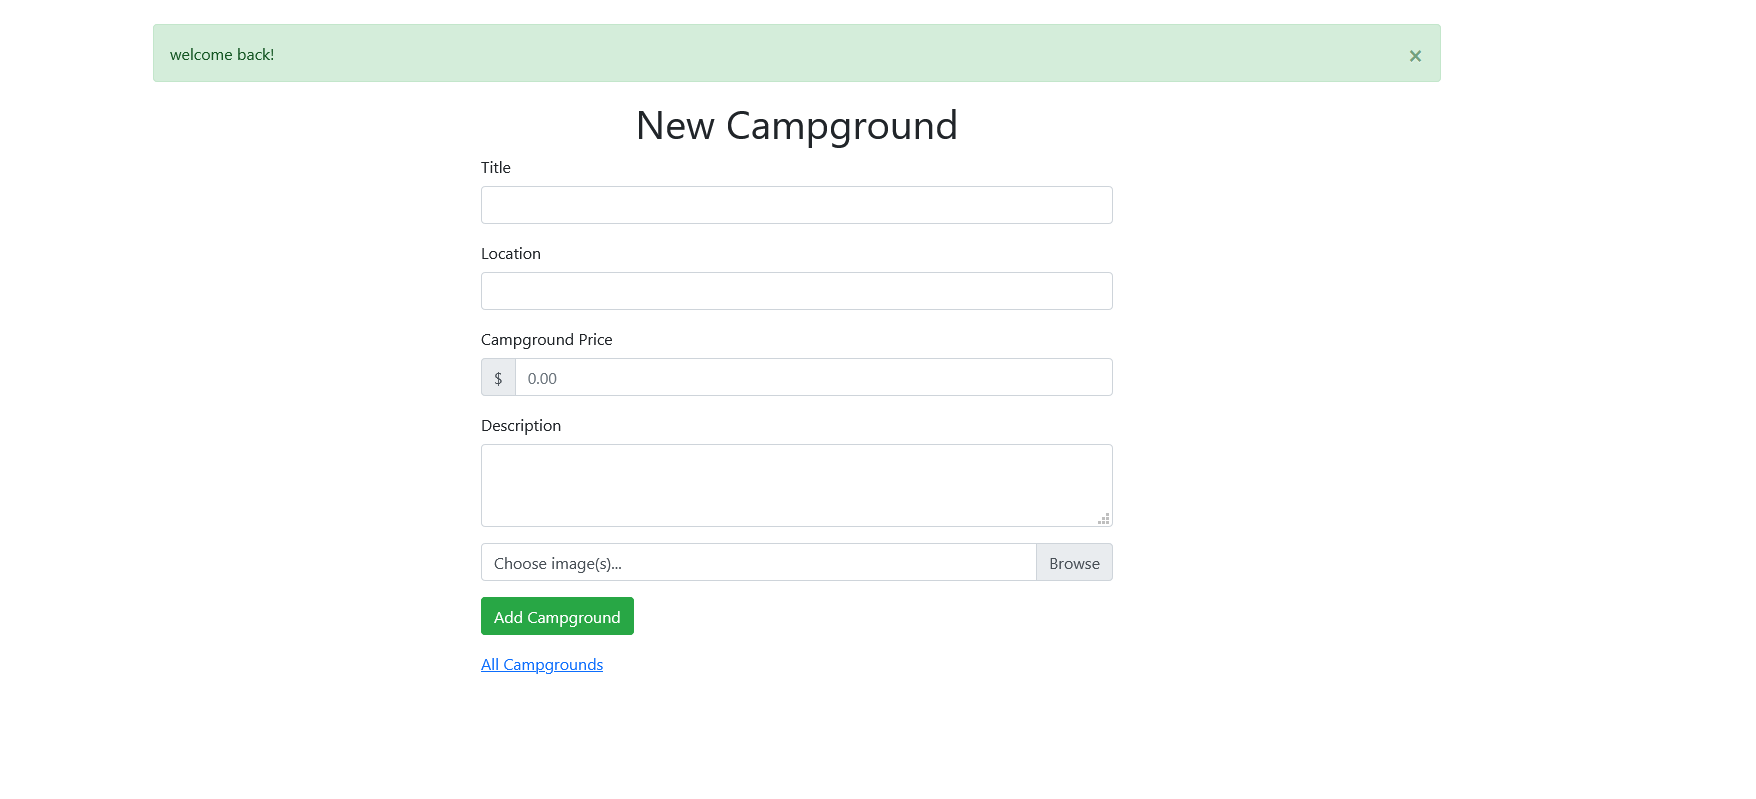 welcome back! ×
New Campground
Title
Location
Campground Price
$ 0.00
Description
Choose image(s)... Browse
Add Campground
All Campgrounds